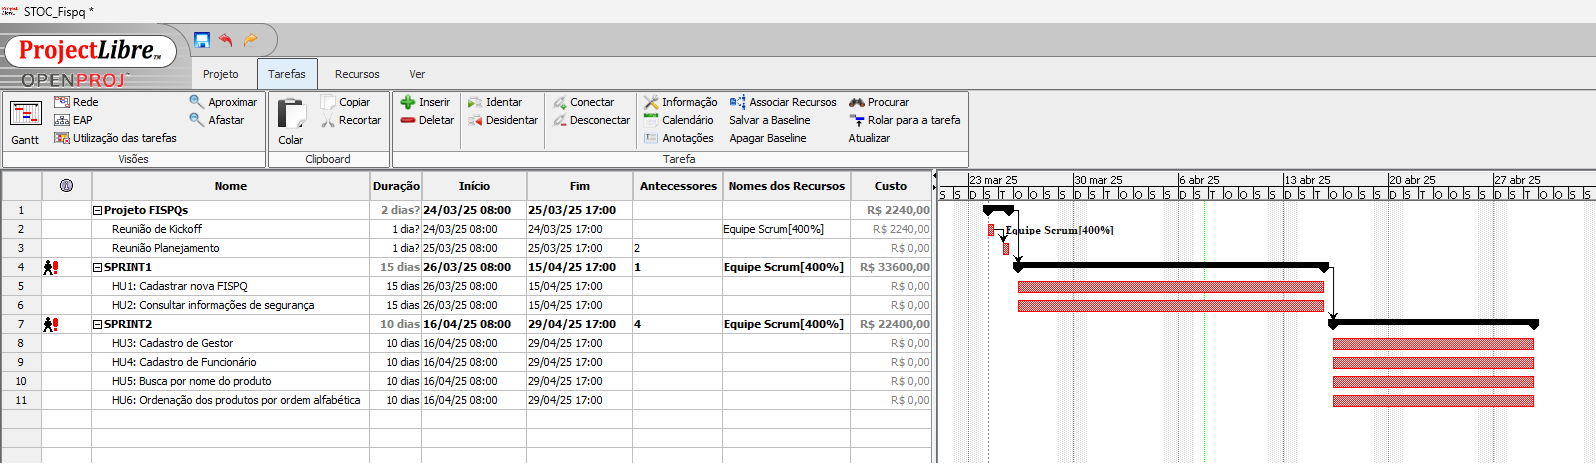 STOC_Fispq *
ProjectLibre™
OPENPROJ
Projeto Tarefas Recursos Ver
Gantt
Rede
EAP
Utilização das tarefas
Aproximar
Afastar
Visões
Colar
Copiar
Recortar
Clipboard
Inserir
Deletar
Identar
Desidentar
Conectar
Desconectar
Informação
Calendário
Anotações
Associar Recursos
Salvar a Baseline
Apagar Baseline
Procurar
Rolar para a tarefa
Atualizar
Tarefa
Nome Duração Início Fim Antecessores Nomes dos Recursos Custo
1 Projeto FISPQs 2 dias? 24/03/25 08:00 25/03/25 17:00 R$ 2240,00
2 Reunião de Kickoff 1 dia? 24/03/25 08:00 24/03/25 17:00 Equipe Scrum[400%] R$ 2240,00
3 Reunião Planejamento 1 dia? 25/03/25 08:00 25/03/25 17:00 2 R$ 0,00
4 SPRINT1 15 dias 26/03/25 08:00 15/04/25 17:00 1 Equipe Scrum[400%] R$ 33600,00
5 HU1: Cadastrar nova FISPQ 15 dias 26/03/25 08:00 15/04/25 17:00 R$ 0,00
6 HU2: Consultar informações de segurança 15 dias 26/03/25 08:00 15/04/25 17:00 R$ 0,00
7 SPRINT2 10 dias 16/04/25 08:00 29/04/25 17:00 4 Equipe Scrum[400%] R$ 22400,00
8 HU3: Cadastro de Gestor 10 dias 16/04/25 08:00 29/04/25 17:00 R$ 0,00
9 HU4: Cadastro de Funcionário 10 dias 16/04/25 08:00 29/04/25 17:00 R$ 0,00
10 HU5: Busca por nome do produto 10 dias 16/04/25 08:00 29/04/25 17:00 R$ 0,00
11 HU6: Ordenação dos produtos por ordem alfabética 10 dias 16/04/25 08:00 29/04/25 17:00 R$ 0,00
23 mar 25 30 mar 25 6 abr 25 13 abr 25 20 abr 25 27 abr 25
S S D S T O O S S D S T O O S S D S T O O S S D S T O O S S D S T O O S S D S T O O S S
Equipe Scrum[400%]